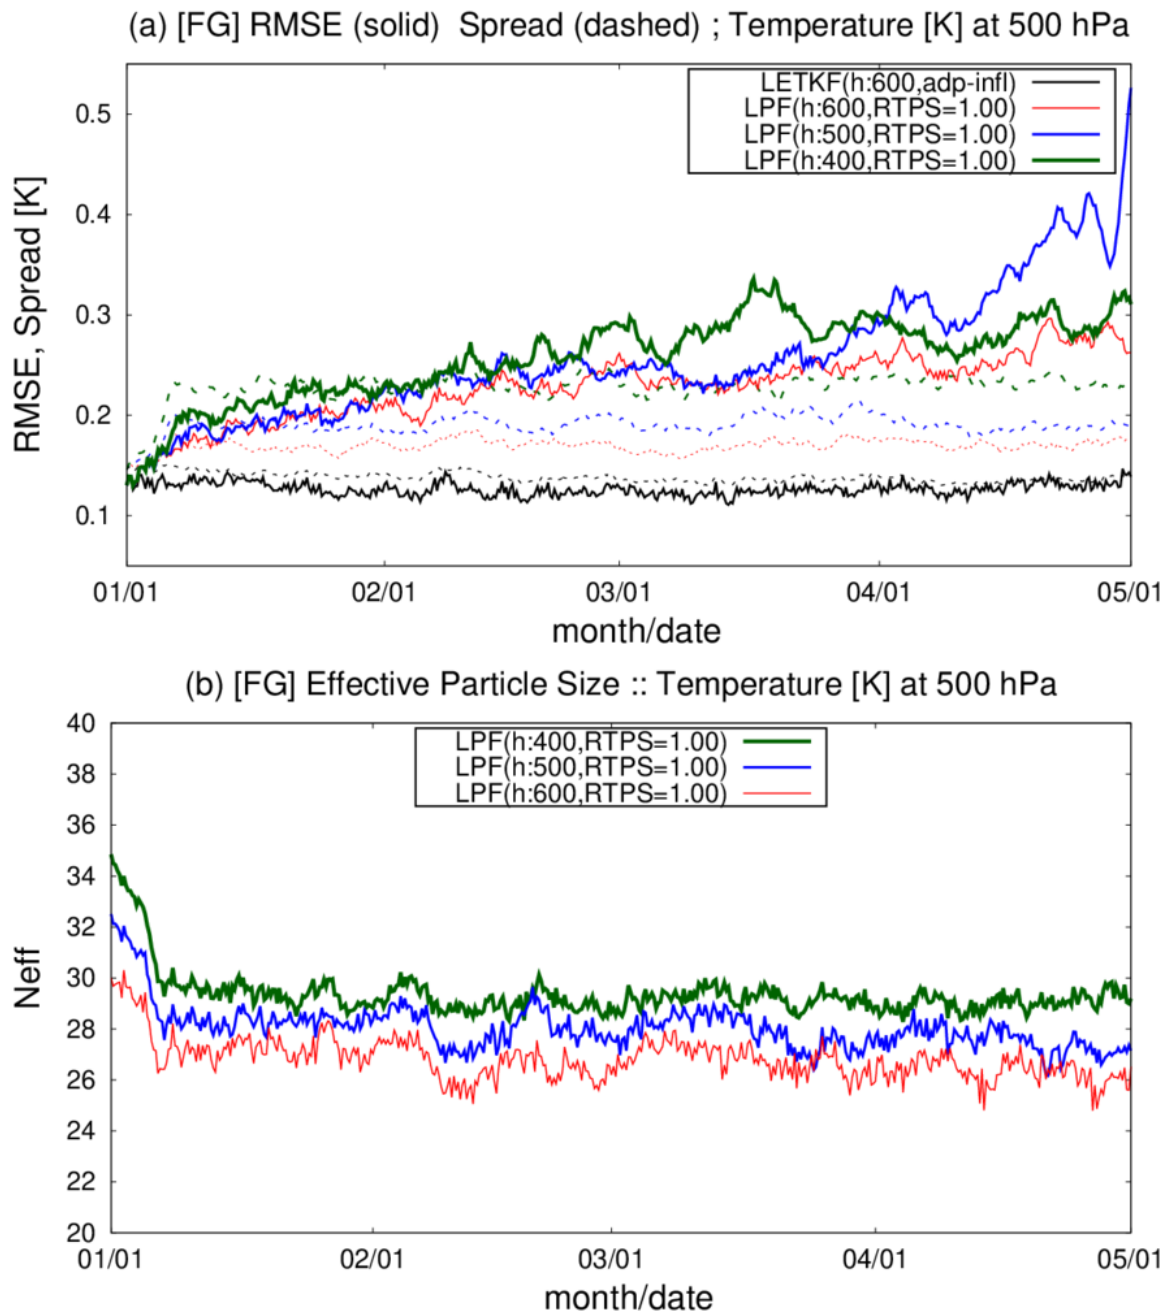 (a) [FG] RMSE (solid)  Spread (dashed) ; Temperature [K] at 500 hPa
LETKF(h:600,adp-infl)
LPF(h:600,RTPS=1.00)
LPF(h:500,RTPS=1.00)
LPF(h:400,RTPS=1.00)
RMSE, Spread [K]
0.5
0.4
0.3
0.2
0.1
01/01 02/01 03/01 04/01 05/01
month/date
(b) [FG] Effective Particle Size :: Temperature [K] at 500 hPa
LPF(h:400,RTPS=1.00)
LPF(h:500,RTPS=1.00)
LPF(h:600,RTPS=1.00)
Neff
40
38
36
34
32
30
28
26
24
22
20
01/01 02/01 03/01 04/01 05/01
month/date